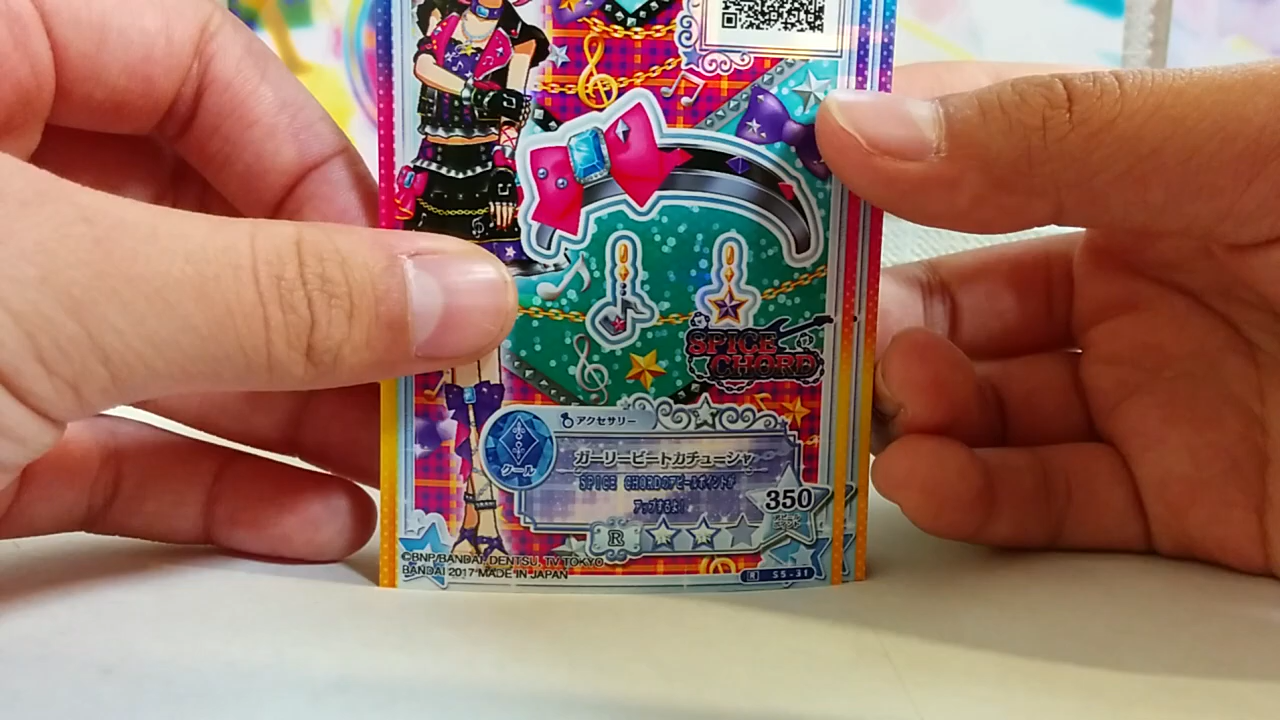 SPICE
CHORD
アクセサリー
クール
ガーリービートカチューシャ
SPICE CHORDのアピールポイントが
アップするよ!
350
R
©BNP/BANDAI, DENTSU, TV TOKYO
BANDAI 2017 MADE IN JAPAN
R S5-31